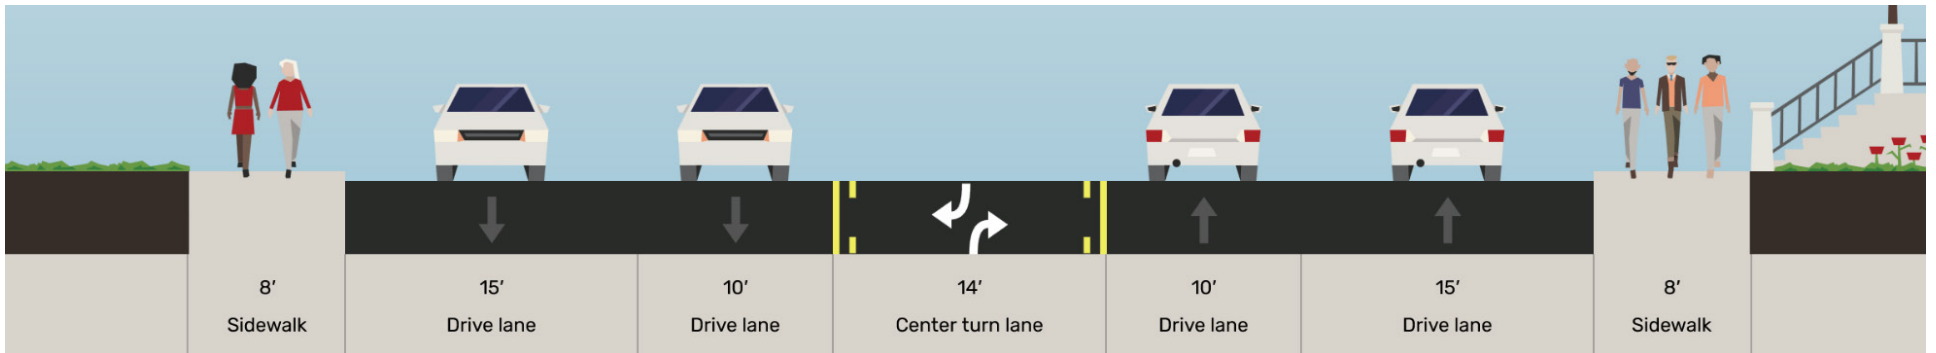 8′
Sidewalk
15′
Drive lane
10′
Drive lane
14′
Center turn lane
10′
Drive lane
15′
Drive lane
8′
Sidewalk